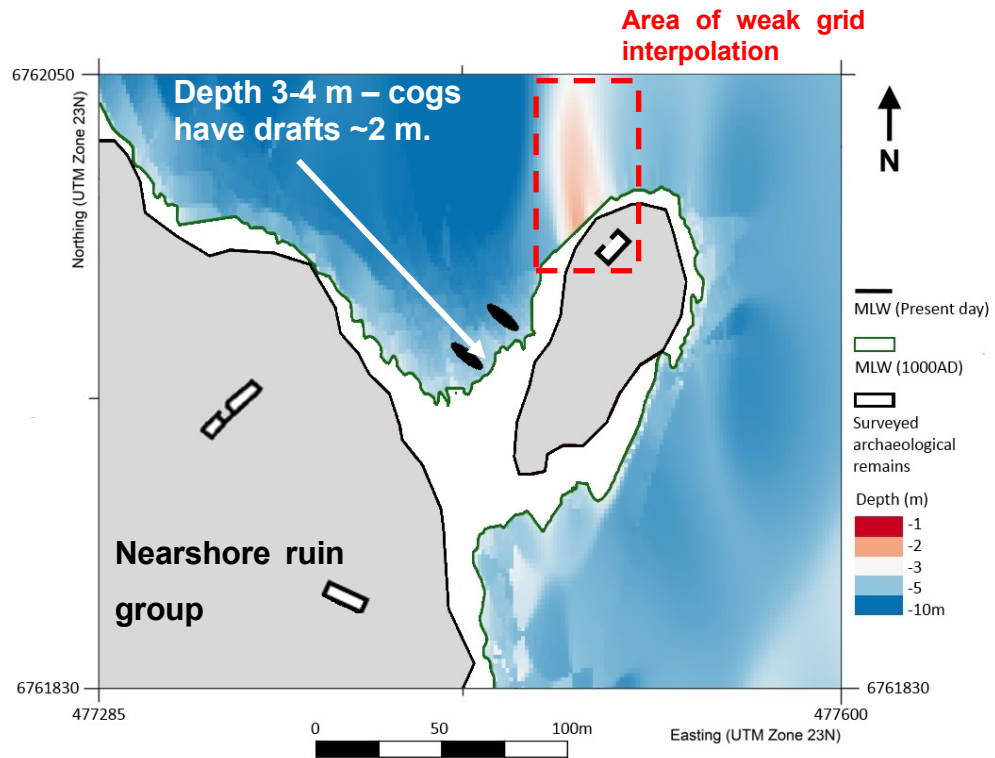 Area of weak grid
interpolation
6762050
Depth 3-4 m – cogs
have drafts ~2 m.
N
Northing (UTM Zone 23N)
MLW (Present day)
MLW (1000AD)
Surveyed
archaeological
remains
Depth (m)
-1
-2
-3
-5
-10m
Nearshore ruin
group
6761830
6761830
477285
477600
0
50
100m
Easting (UTM Zone 23N)